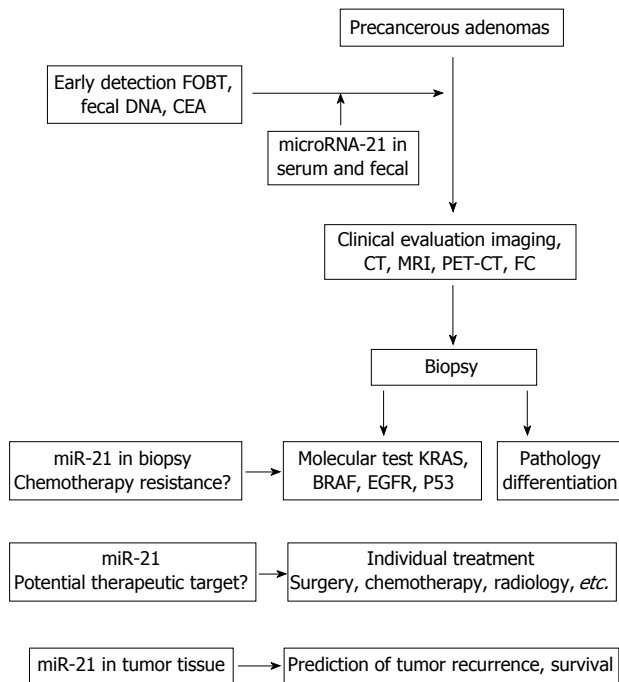 Precancerous adenomas
Early detection FOBT,
fecal DNA, CEA
microRNA-21 in
serum and fecal
Clinical evaluation imaging,
CT, MRI, PET-CT, FC
Biopsy
miR-21 in biopsy
Chemotherapy resistance?
Molecular test KRAS,
BRAF, EGFR, P53
Pathology
differentiation
miR-21
Potential therapeutic target?
Individual treatment
Surgery, chemotherapy, radiology, etc.
miR-21 in tumor tissue
Prediction of tumor recurrence, survival